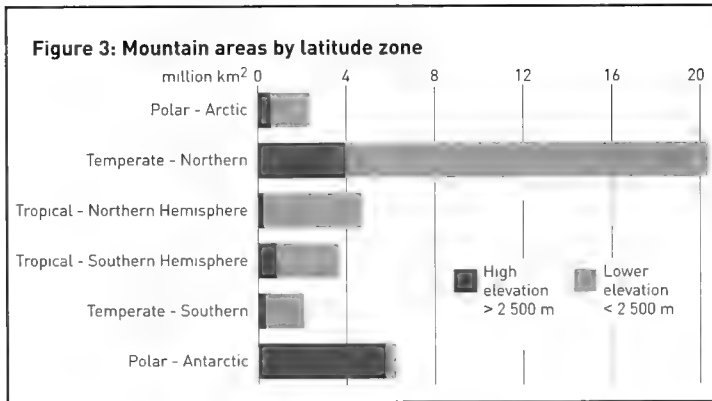 Figure 3: Mountain areas by latitude zone
million km2 0 4 8 12 16 20
Polar - Arctic
Temperate - Northern
Tropical - Northern Hemisphere
Tropical - Southern Hemisphere
High elevation > 2 500 m
Lower elevation < 2 500 m
Temperate - Southern
Polar - Antarctic